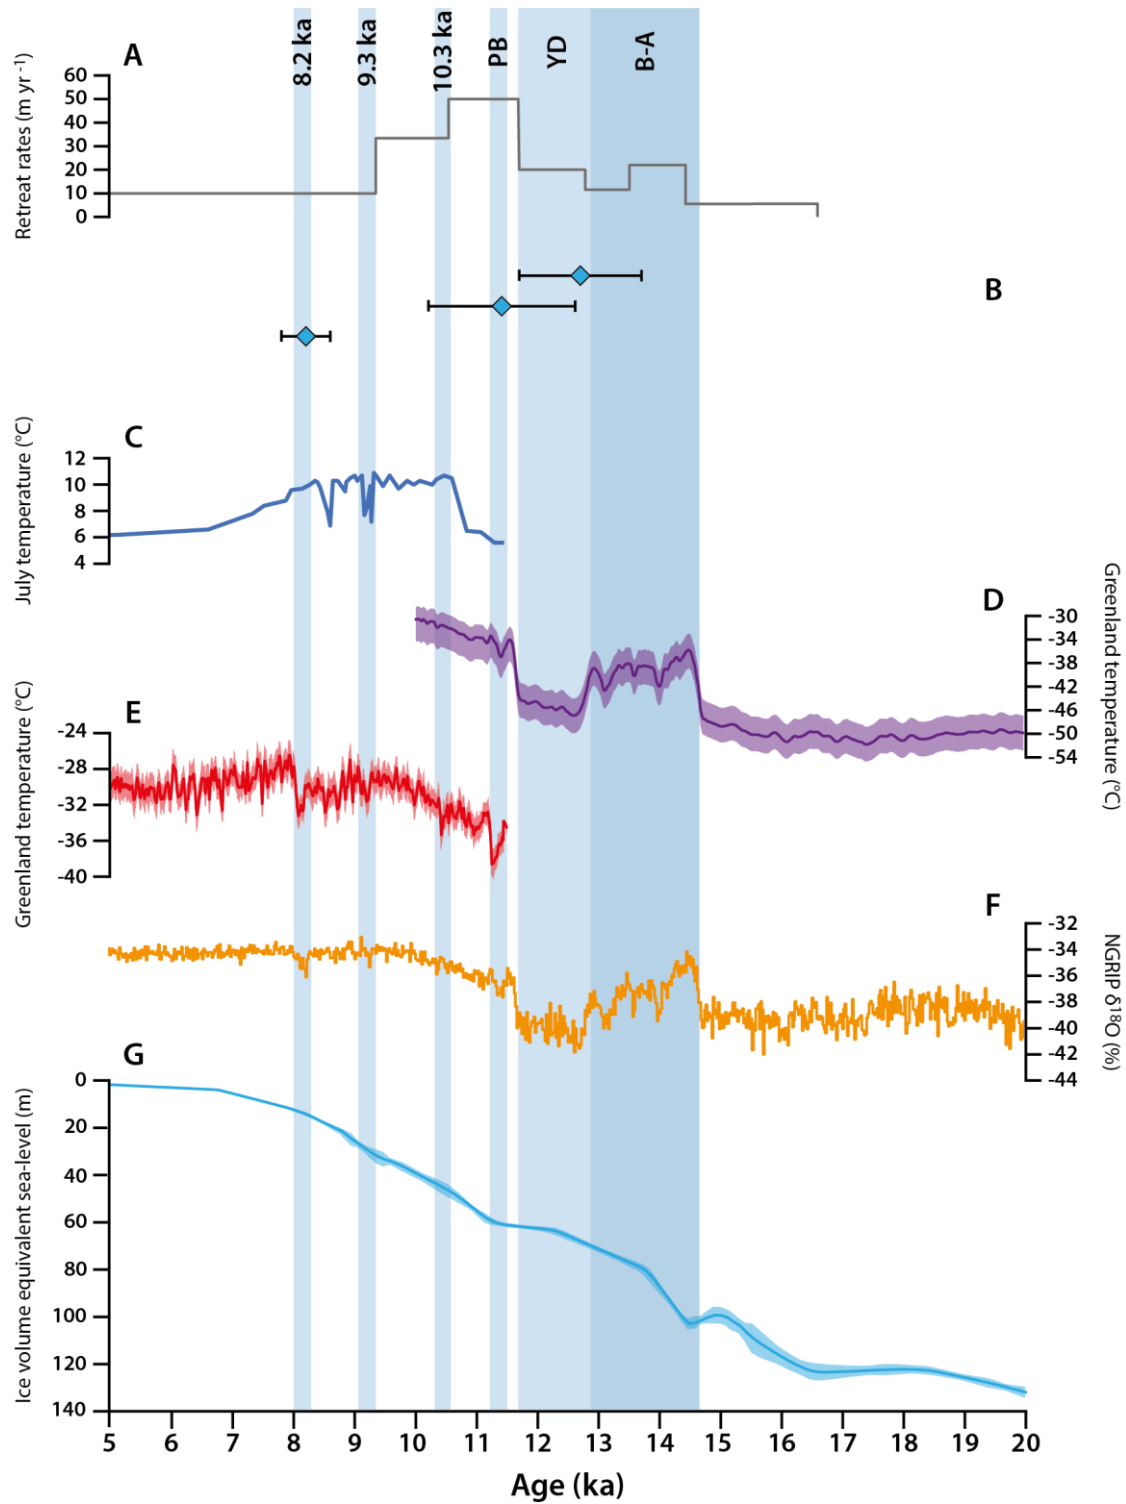 8.2 ka
9.3 ka
10.3 ka
PB
YD
B-A
A
Retreat rates (m yr⁻¹)
60
50
40
30
20
10
0
B
C
July temperature (°C)
12
10
8
6
4
D
Greenland temperature (°C)
-30
-34
-38
-42
-46
-50
-54
E
Greenland temperature (°C)
-24
-28
-32
-36
-40
F
NGRIP δ¹⁸O (%)
-32
-34
-36
-38
-40
-42
-44
G
Ice volume equivalent sea-level (m)
0
20
40
60
80
100
120
140
5 6 7 8 9 10 11 12 13 14 15 16 17 18 19 20
Age (ka)